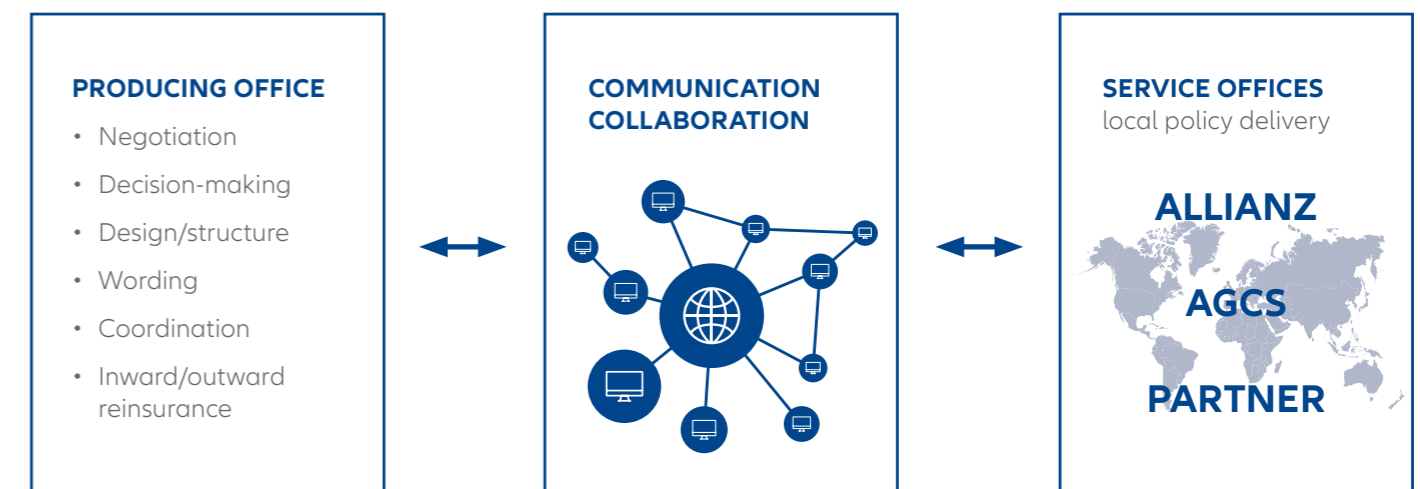 PRODUCING OFFICE
• Negotiation
• Decision-making
• Design/structure
• Wording
• Coordination
• Inward/outward
reinsurance
COMMUNICATION
COLLABORATION
SERVICE OFFICES
local policy delivery
ALLIANZ
AGCS
PARTNER